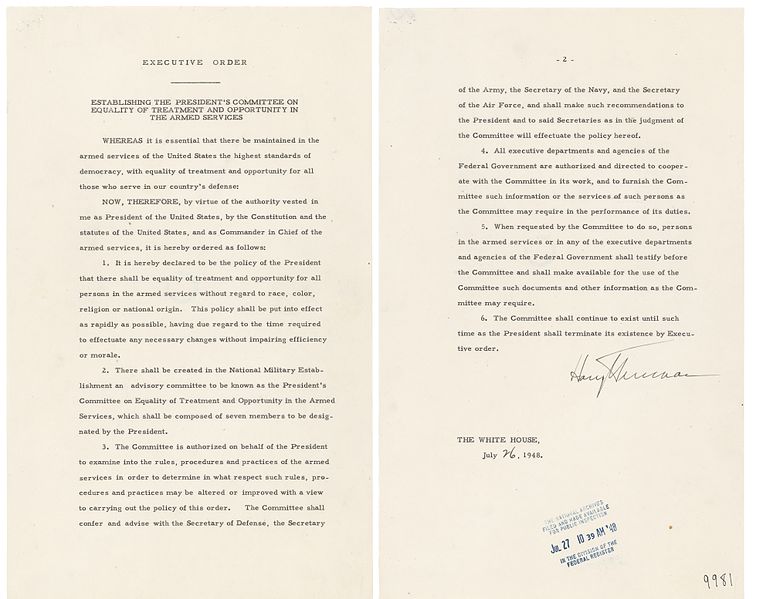 EXECUTIVE ORDER
ESTABLISHING THE PRESIDENT'S COMMITTEE ON
EQUALITY OF TREATMENT AND OPPORTUNITY IN
THE ARMED SERVICES
WHEREAS it is essential that there be maintained in the
armed services of the United States the highest standards of
democracy, with equality of treatment and opportunity for all
those who serve in our country's defense:
NOW, THEREFORE, by virtue of the authority vested in
me as President of the United States, by the Constitution and the
statutes of the United States, and as Commander in Chief of the
armed services, it is hereby ordered as follows:
1. It is hereby declared to be the policy of the President
that there shall be equality of treatment and opportunity for all
persons in the armed services without regard to race, color,
religion or national origin. This policy shall be put into effect
as rapidly as possible, having due regard to the time required
to effectuate any necessary changes without impairing efficiency
or morale.
2. There shall be created in the National Military Estab-
lishment an advisory committee to be known as the President's
Committee on Equality of Treatment and Opportunity in the Armed
Services, which shall be composed of seven members to be desig-
nated by the President.
3. The Committee is authorized on behalf of the President
to examine into the rules, procedures and practices of the armed
services in order to determine in what respect such rules, pro-
cedures and practices may be altered or improved with a view
to carrying out the policy of this order. The Committee shall
confer and advise with the Secretary of Defense, the Secretary
- 2 -
of the Army, the Secretary of the Navy, and the Secretary
of the Air Force, and shall make such recommendations to
the President and to said Secretaries as in the judgment of
the Committee will effectuate the policy hereof.
4. All executive departments and agencies of the
Federal Government are authorized and directed to cooper-
ate with the Committee in its work, and to furnish the Com-
mittee such information or the services of such persons as
the Committee may require in the performance of its duties.
5. When requested by the Committee to do so, persons
in the armed services or in any of the executive departments
and agencies of the Federal Government shall testify before
the Committee and shall make available for the use of the
Committee such documents and other information as the Com-
mittee may require.
6. The Committee shall continue to exist until such
time as the President shall terminate its existence by Execu-
tive order.
Harry Truman
THE WHITE HOUSE,
July 26, 1948.
THE NATIONAL ARCHIVES
FILED AND MADE AVAILABLE
FOR PUBLIC INSPECTION
JUL 27 10 39 AM '48
IN THE DIVISION OF THE
FEDERAL REGISTER
9981